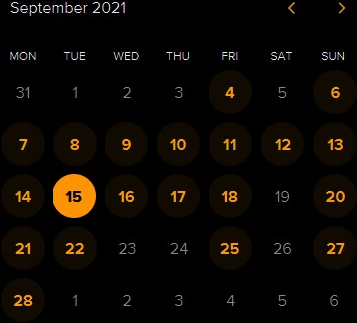 September 2021
MON TUE WED THU FRI SAT SUN
31 1 2 3 4 5 6
7 8 9 10 11 12 13
14 15 16 17 18 19 20
21 22 23 24 25 26 27
28 1 2 3 4 5 6